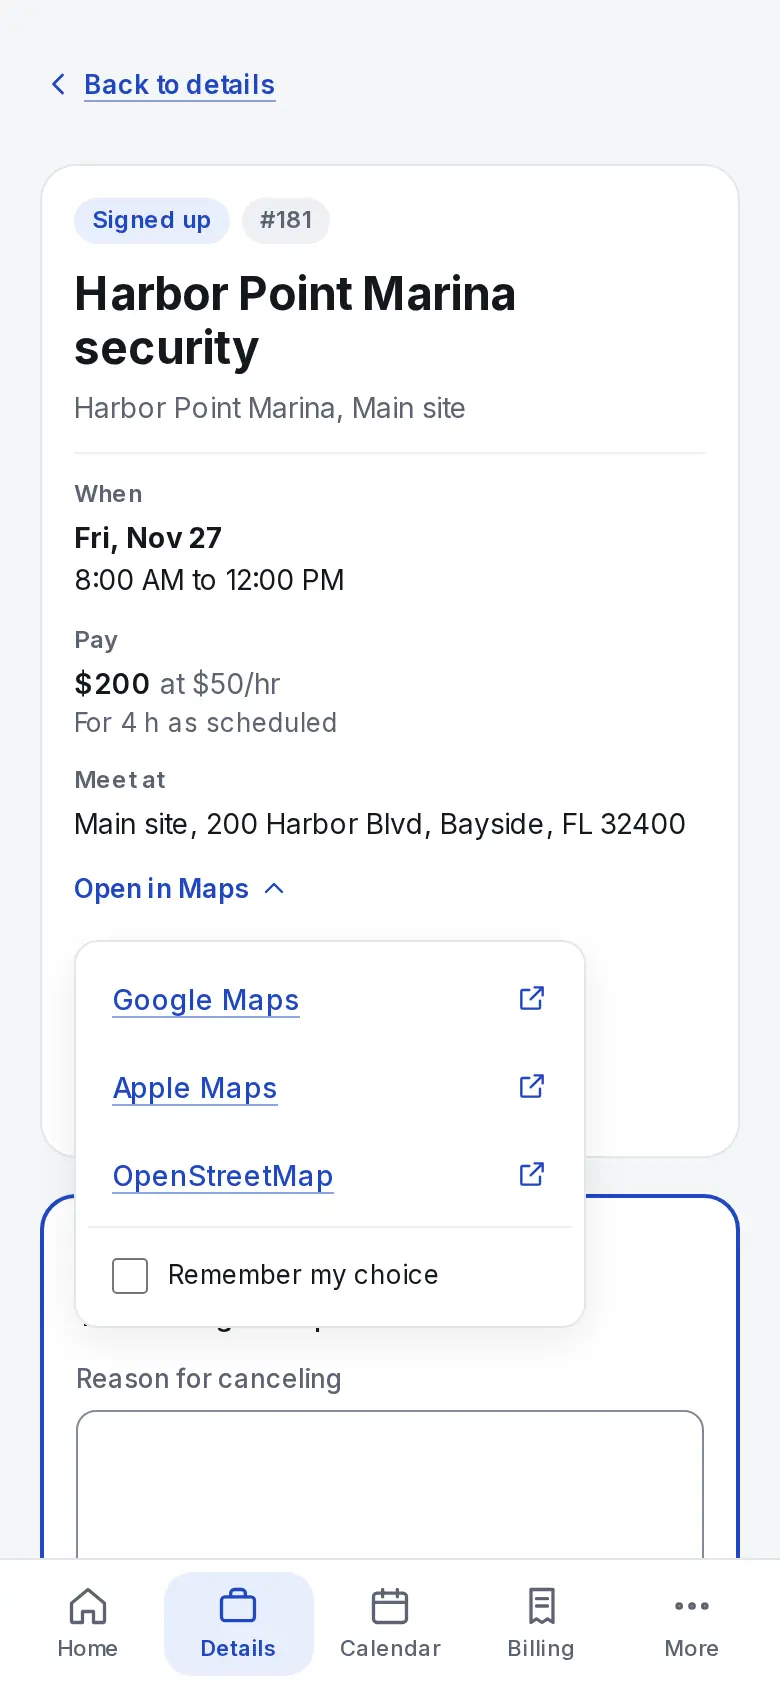 Back to details
Signed up
#181
Harbor Point Marina
security
Harbor Point Marina, Main site
When
Fri, Nov 27
8:00 AM to 12:00 PM
Pay
$200 at $50/hr
For 4 h as scheduled
Meet at
Main site, 200 Harbor Blvd, Bayside, FL 32400
Open in Maps
Google Maps
Apple Maps
OpenStreetMap
Remember my choice
Reason for canceling
Home
Details
Calendar
Billing
More